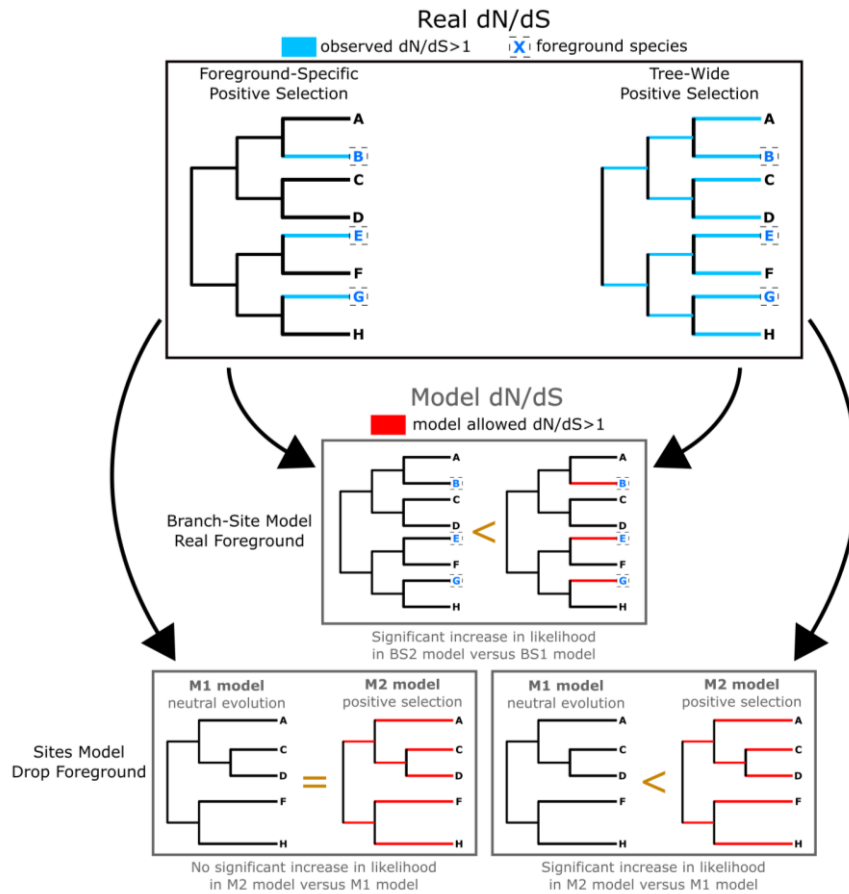 Real dN/dS
observed dN/dS>1
X foreground species
Foreground-Specific
Positive Selection
A
B
C
D
E
F
G
H
Tree-Wide
Positive Selection
A
B
C
D
E
F
G
H
Model dN/dS
model allowed dN/dS>1
Branch-Site Model
Real Foreground
A
B
C
D
E
F
G
H
<
A
B
C
D
E
F
G
H
Significant increase in likelihood
in BS2 model versus BS1 model
Sites Model
Drop Foreground
M1 model
neutral evolution
A
C
D
F
H
=
M2 model
positive selection
A
C
D
F
H
No significant increase in likelihood
in M2 model versus M1 model
M1 model
neutral evolution
A
C
D
F
H
<
M2 model
positive selection
A
C
D
F
H
Significant increase in likelihood
in M2 model versus M1 model